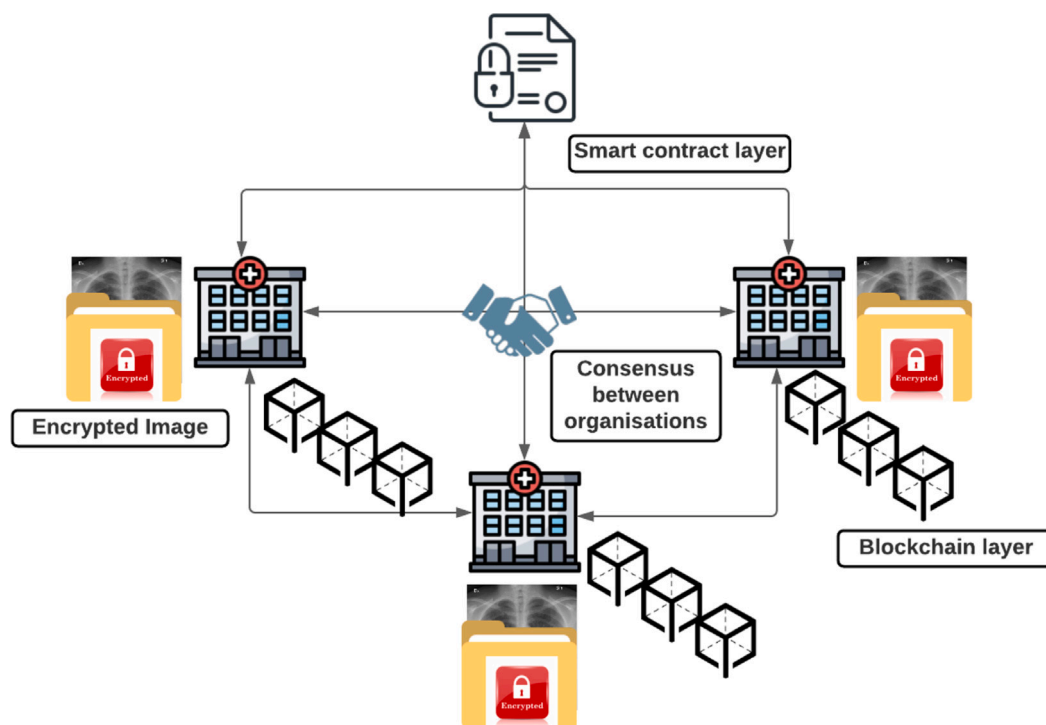 Smart contract layer
Encrypted
Encrypted
Encrypted Image
Consensus
between
organisations
Blockchain layer
Encrypted